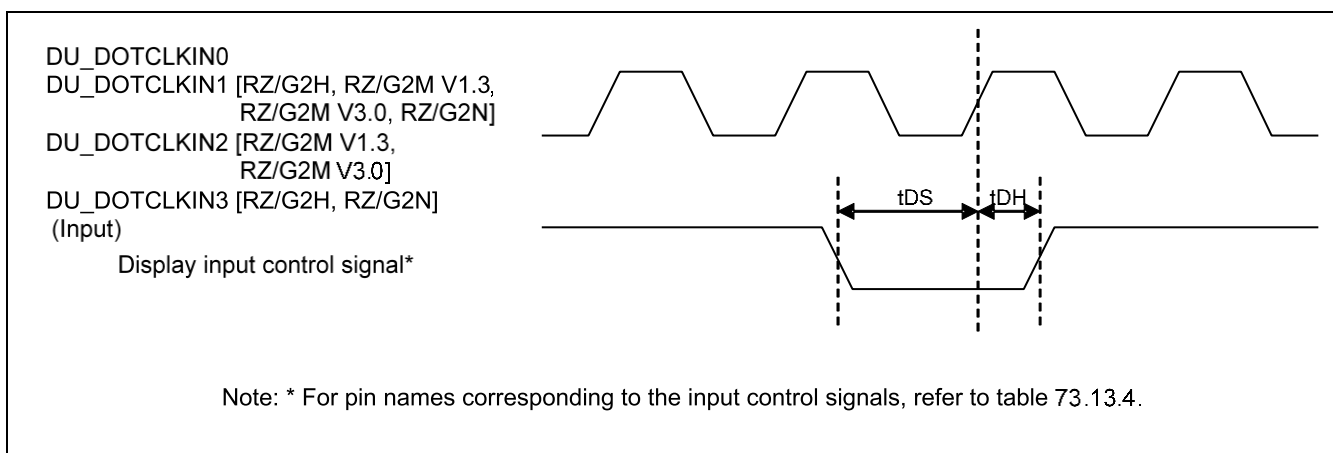 DU_DOTCLKIN0
DU_DOTCLKIN1 [RZ/G2H, RZ/G2M V1.3,
RZ/G2M V3.0, RZ/G2N]
DU_DOTCLKIN2 [RZ/G2M V1.3,
RZ/G2M V3.0]
DU_DOTCLKIN3 [RZ/G2H, RZ/G2N]
(Input)
Display input control signal*
tDS
tDH
Note: * For pin names corresponding to the input control signals, refer to table 73.13.4.